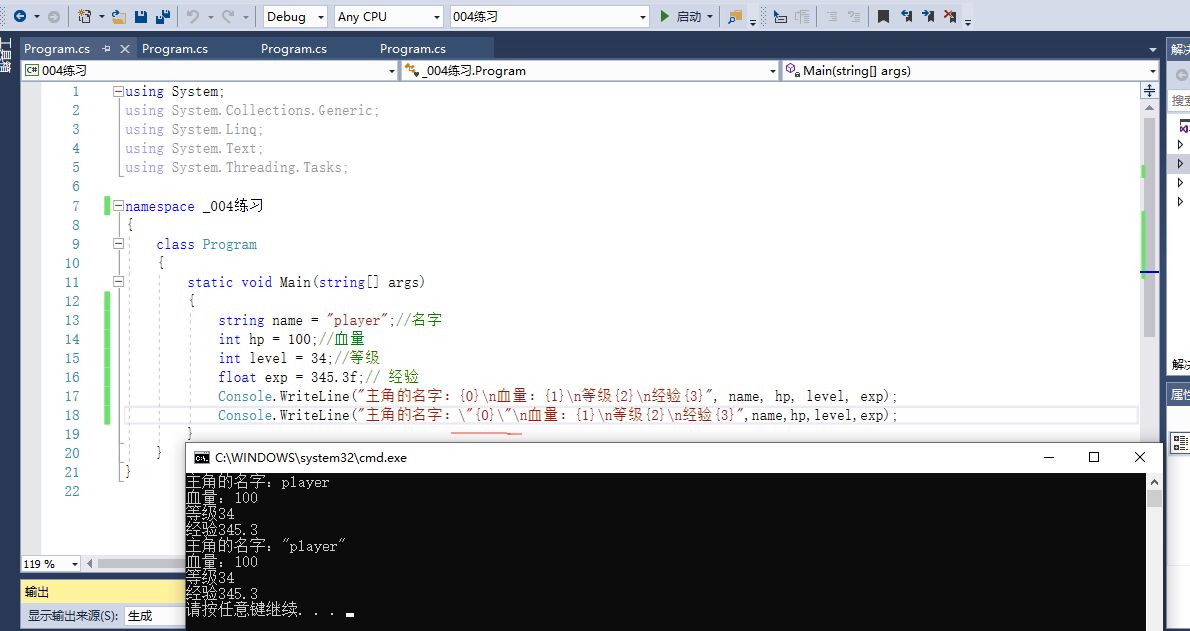 Debug Any CPU 004练习 启动
工具箱
Program.cs Program.cs Program.cs Program.cs
解决
C# 004练习 _004练习.Program Main(string[] args)
搜索
1 using System;
2 using System.Collections.Generic;
3 using System.Linq;
4 using System.Text;
5 using System.Threading.Tasks;
6
7 namespace _004练习
8 {
9 class Program
10 {
11 static void Main(string[] args)
12 {
13 string name = "player";//名字
14 int hp = 100;//血量
15 int level = 34;//等级
16 float exp = 345.3f;// 经验
17 Console.WriteLine("主角的名字：{0}\n血量：{1}\n等级{2}\n经验{3}", name, hp, level, exp);
18 Console.WriteLine("主角的名字：\"{0}\"\n血量：{1}\n等级{2}\n经验{3}",name,hp,level,exp);
19 }
20 }
21 }
22
解决
属性
C:\WINDOWS\system32\cmd.exe
主角的名字：player
血量：100
等级34
经验345.3
主角的名字："player"
血量：100
等级34
经验345.3
请按任意键继续. . .
119 %
输出
显示输出来源(S): 生成